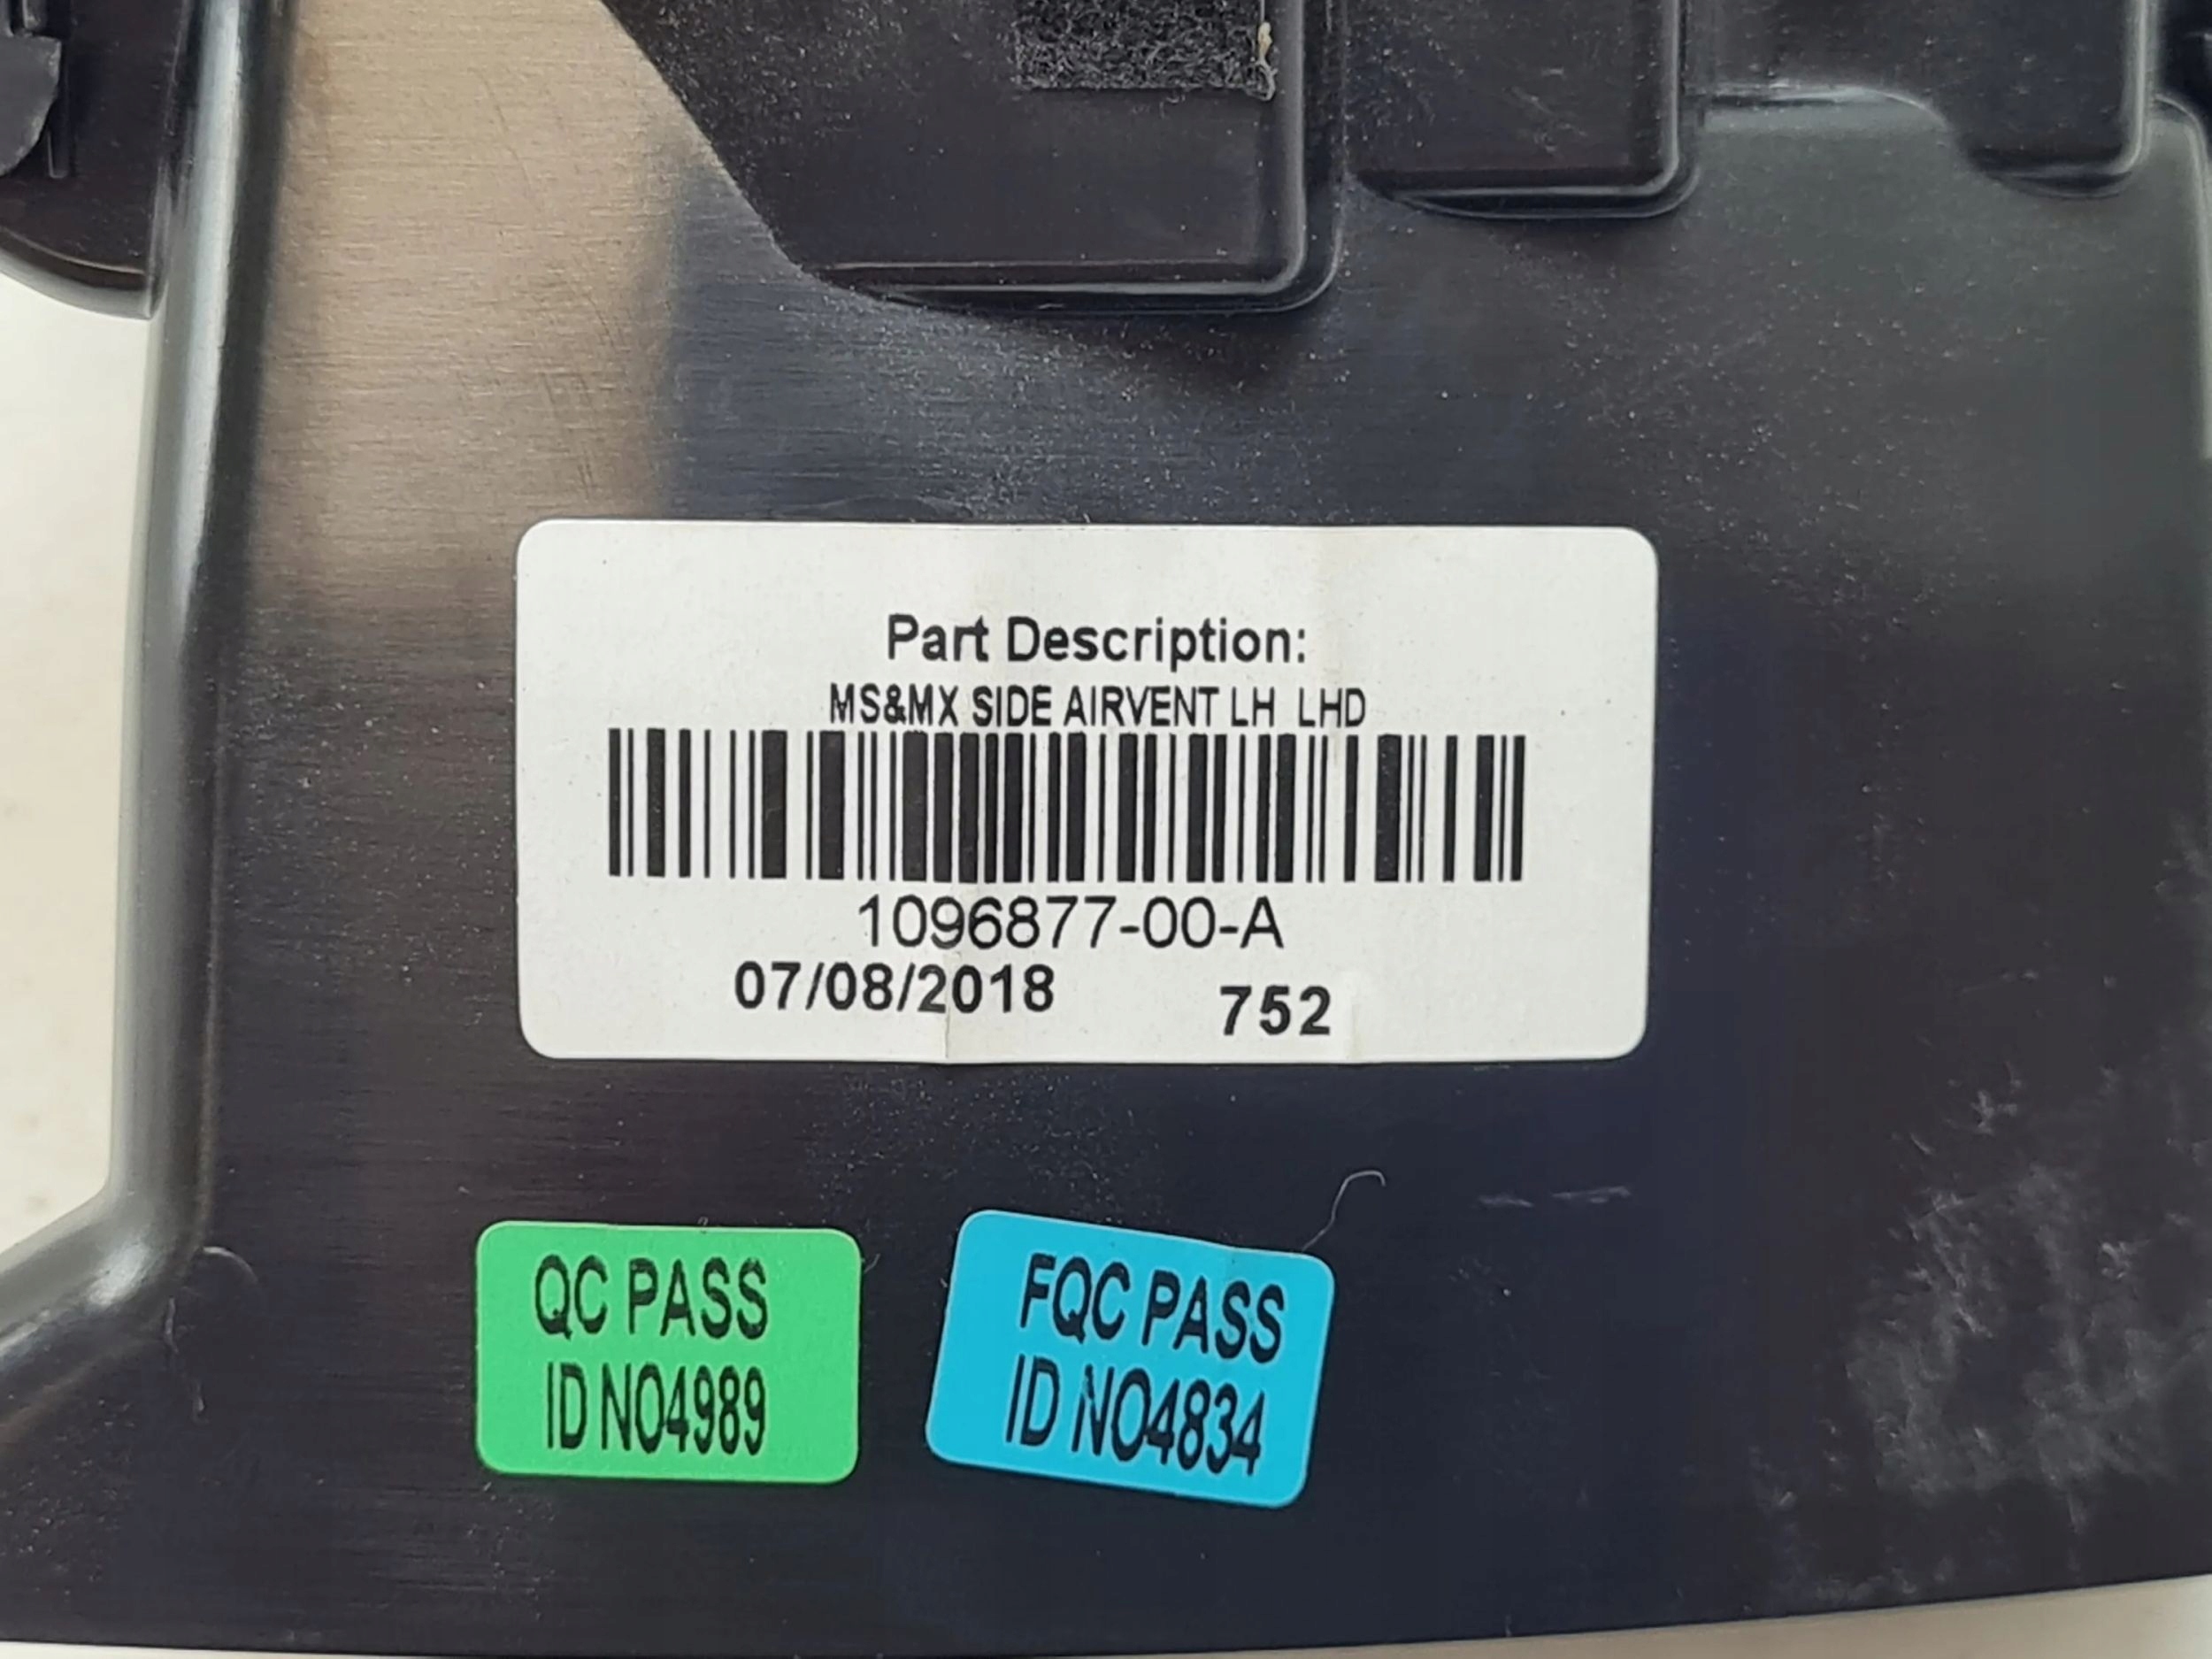 Part Description:
MS&MX SIDE AIRVENT LH LHD
1096877-00-A
07/08/2018 752
QC PASS
ID NO4989
FQC PASS
ID NO4834